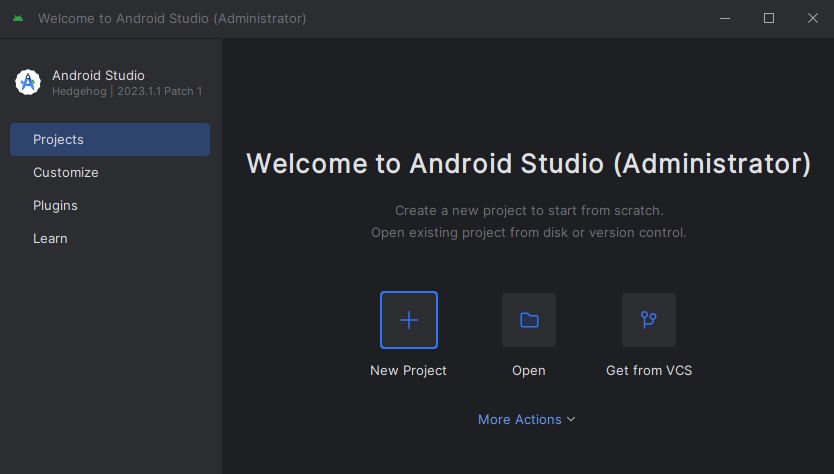 Welcome to Android Studio (Administrator)
Android Studio
Hedgehog | 2023.1.1 Patch 1
Projects
Customize
Plugins
Learn
Welcome to Android Studio (Administrator)
Create a new project to start from scratch.
Open existing project from disk or version control.
New Project
Open
Get from VCS
More Actions